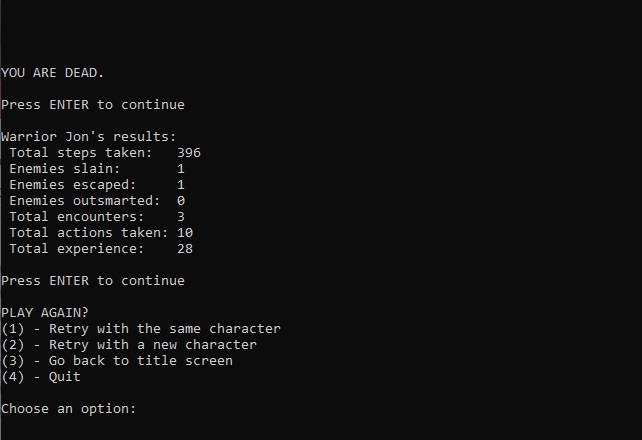 YOU ARE DEAD.
Press ENTER to continue
Warrior Jon's results:
Total steps taken: 396
Enemies slain: 1
Enemies escaped: 1
Enemies outsmarted: 0
Total encounters: 3
Total actions taken: 10
Total experience: 28
Press ENTER to continue
PLAY AGAIN?
(1) - Retry with the same character
(2) - Retry with a new character
(3) - Go back to title screen
(4) - Quit
Choose an option: